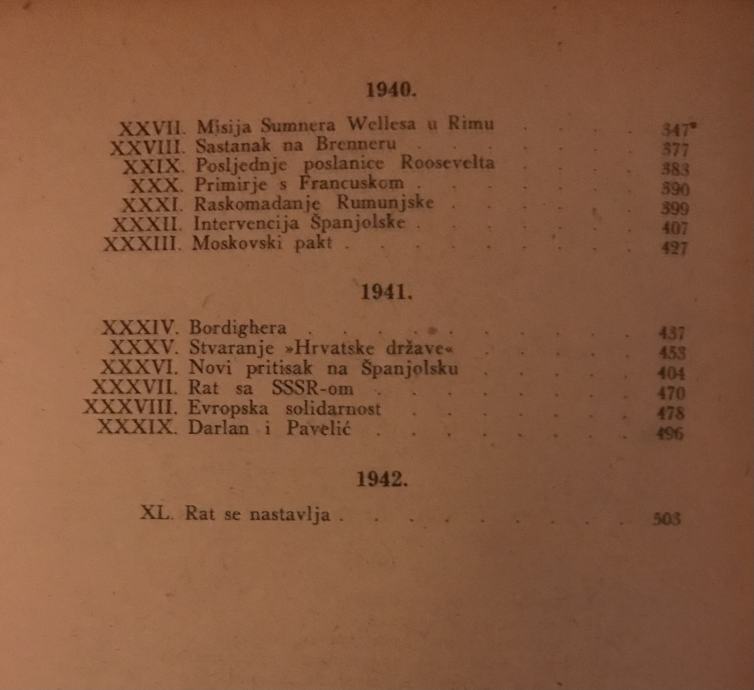 1940.
XXVII. Misija Sumnera Wellesa u Rimu . . . . 347
XXVIII. Sastanak na Brenneru . . . . . . 377
XXIX. Posljednje poslanice Roosevelta . . . . 383
XXX. Primirje s Francuskom . . . . . . 390
XXXI. Raskomadanje Rumunjske . . . . . 399
XXXII. Intervencija Španjolske . . . . . . 407
XXXIII. Moskovski pakt . . . . . . . . 427
1941.
XXXIV. Bordighera . . . . . . . . . 437
XXXV. Stvaranje »Hrvatske države« . . . . . 453
XXXVI. Novi pritisak na Španjolsku . . . . . 404
XXXVII. Rat sa SSSR-om . . . . . . . 470
XXXVIII. Evropska solidarnost . . . . . . 478
XXXIX. Darlan i Pavelić . . . . . . . 496
1942.
XL. Rat se nastavlja . . . . . . . . 503